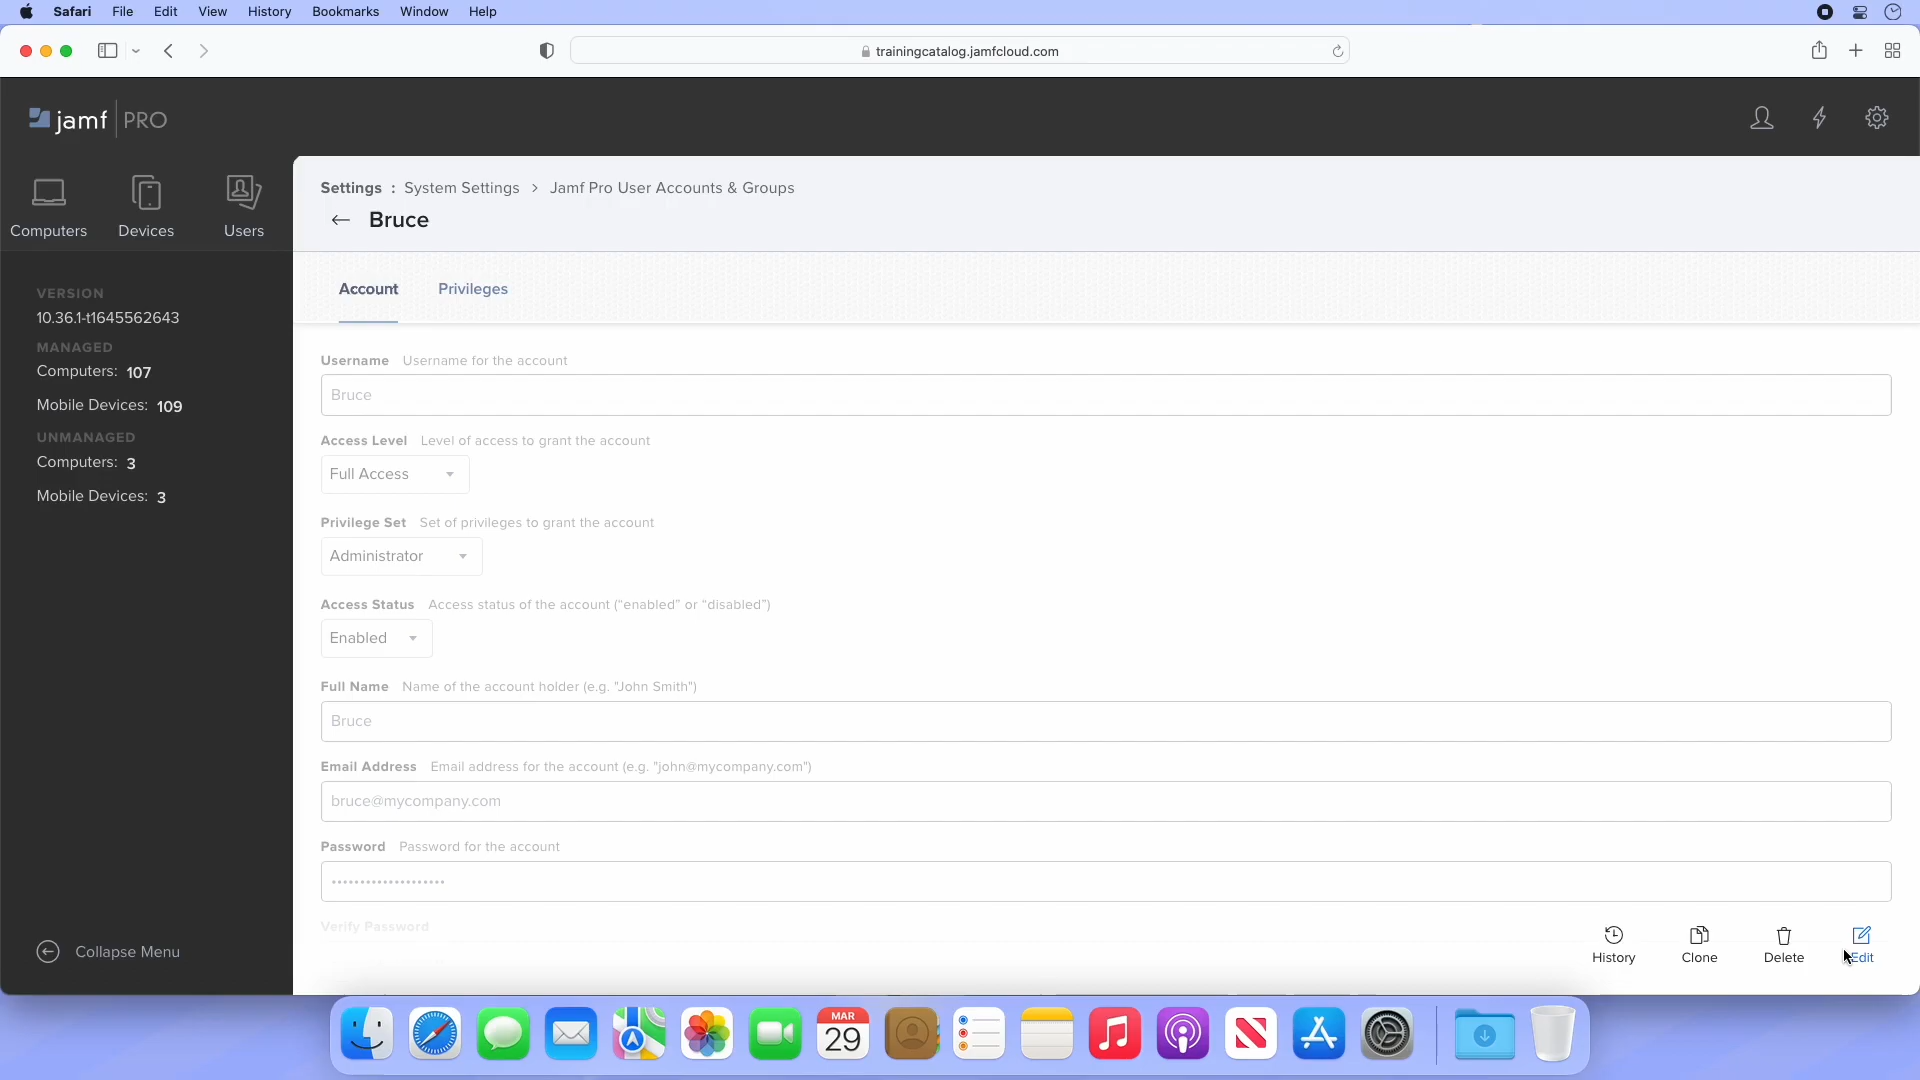 Safari File Edit View History Bookmarks Window Help
trainingcatalog.jamfcloud.com
jamf PRO
Computers Devices Users
Settings : System Settings > Jamf Pro User Accounts & Groups
← Bruce
Account Privileges
VERSION
10.36.1-t1645562643
MANAGED
Computers: 107
Mobile Devices: 109
UNMANAGED
Computers: 3
Mobile Devices: 3
Collapse Menu
Username Username for the account
Bruce
Access Level Level of access to grant the account
Full Access
Privilege Set Set of privileges to grant the account
Administrator
Access Status Access status of the account (“enabled” or “disabled”)
Enabled
Full Name Name of the account holder (e.g. "John Smith")
Bruce
Email Address Email address for the account (e.g. "john@mycompany.com")
bruce@mycompany.com
Password Password for the account
••••••••••••••••••••
Verify Password
History Clone Delete Edit
MAR
29